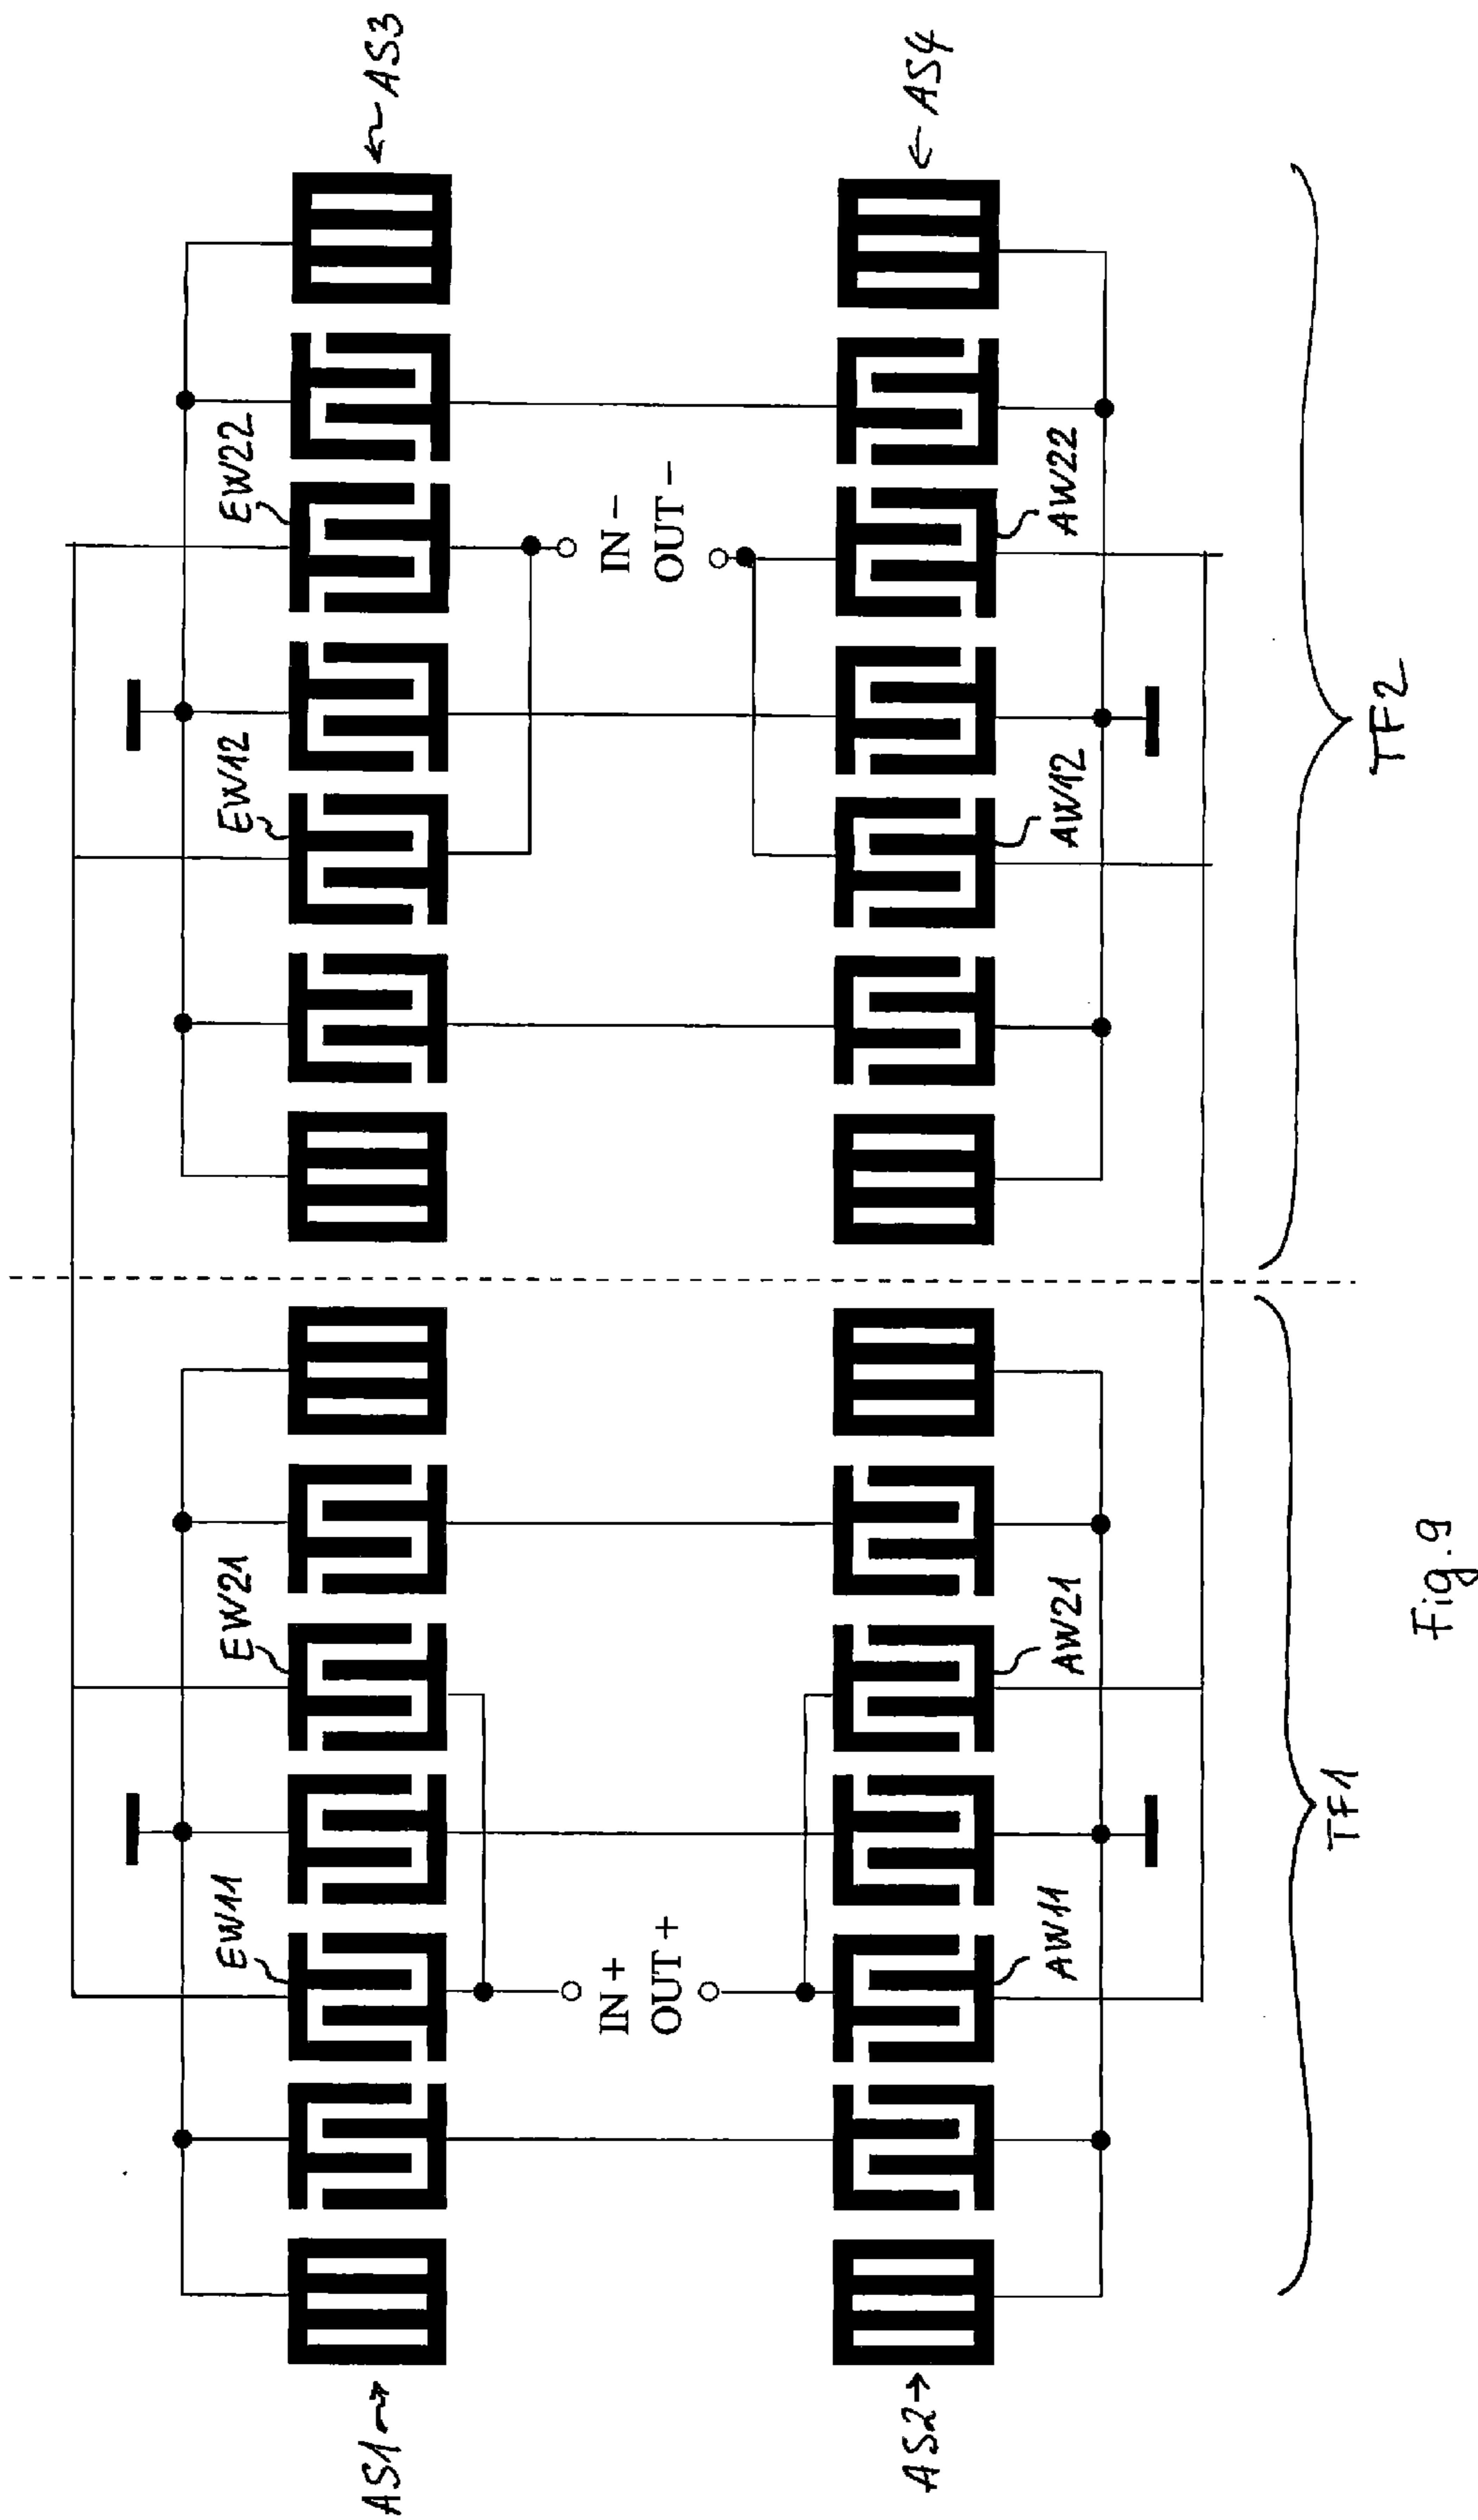 EW11
EW21
EW12
EW22
AS1
AS3
IN+
OUT+
IN−
OUT−
AS2
AS4
AW11
AW21
AW12
AW22
TF1
TF2
Fig. 9